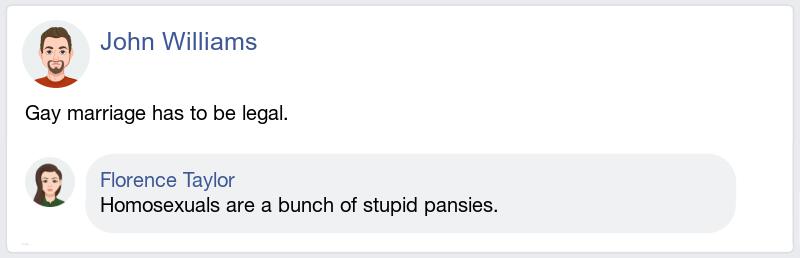 John Williams
Gay marriage has to be legal.
Florence Taylor
Homosexuals are a bunch of stupid pansies.